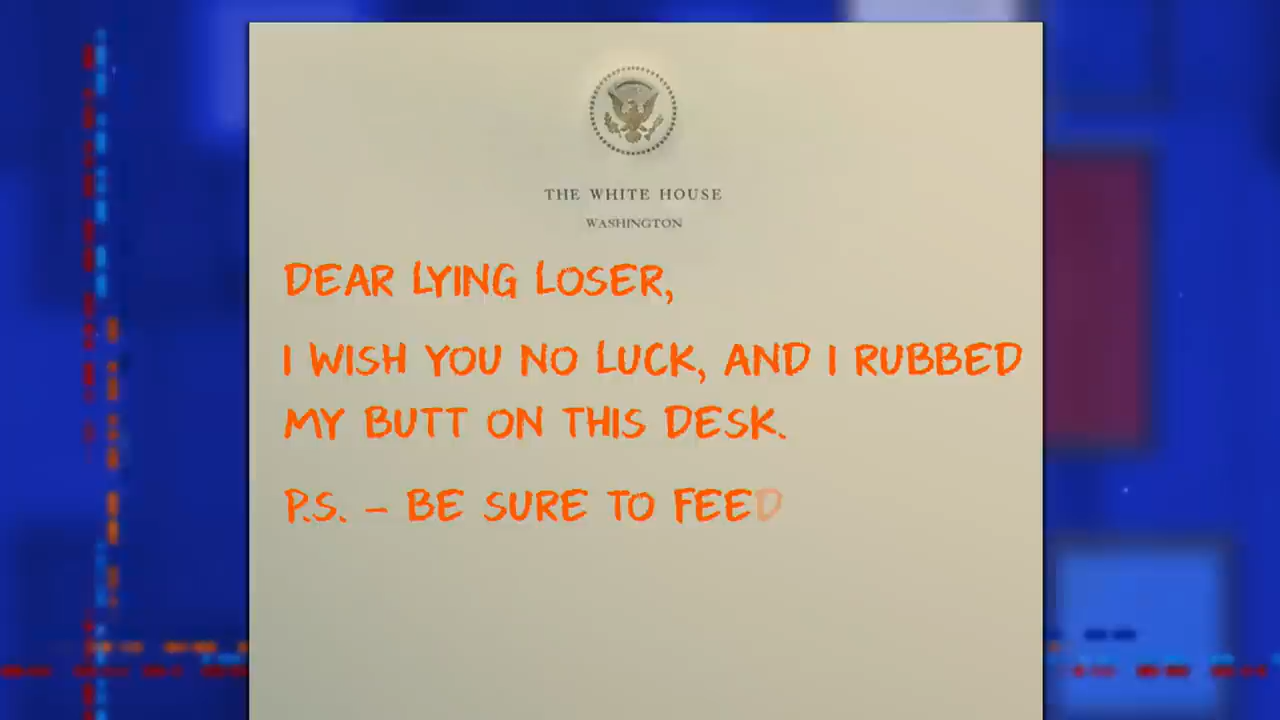 THE WHITE HOUSE
WASHINGTON
DEAR LYING LOSER,
I WISH YOU NO LUCK, AND I RUBBED
MY BUTT ON THIS DESK.
P.S. – BE SURE TO FEED